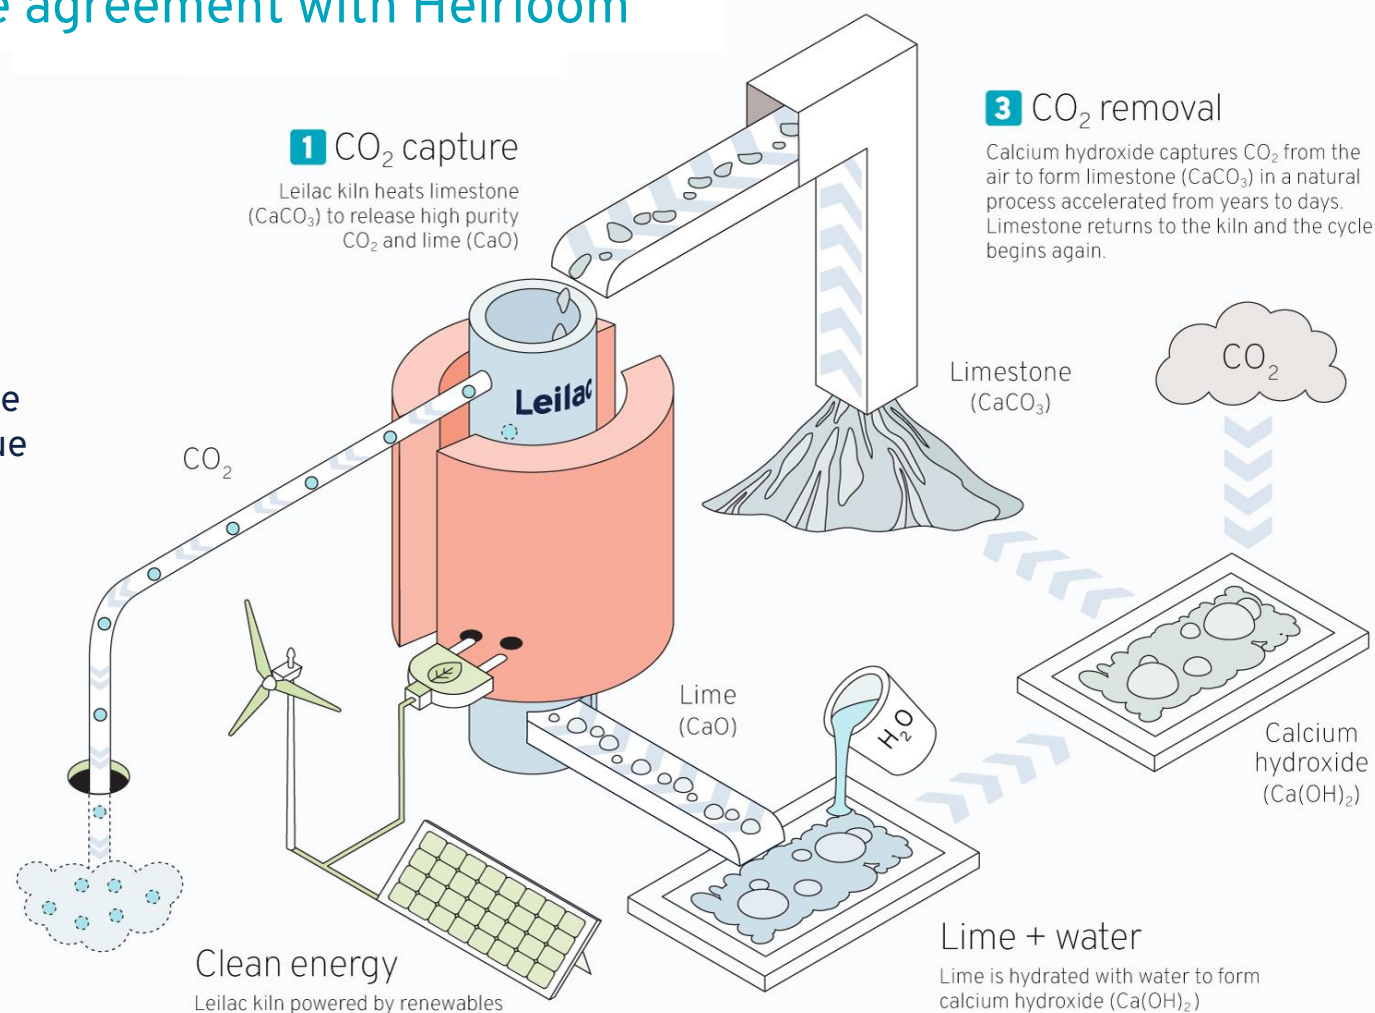 e agreement with Heirloom
1 CO₂ capture
Leilac kiln heats limestone
(CaCO₃) to release high purity
CO₂ and lime (CaO)
3 CO₂ removal
Calcium hydroxide captures CO₂ from the
air to form limestone (CaCO₃) in a natural
process accelerated from years to days.
Limestone returns to the kiln and the cycle
begins again.
CO₂
Limestone
(CaCO₃)
Leilac
e
ue
CO₂
Lime
(CaO)
H₂O
Calcium
hydroxide
(Ca(OH)₂)
Lime + water
Lime is hydrated with water to form
calcium hydroxide (Ca(OH)₂)
Clean energy
Leilac kiln powered by renewables